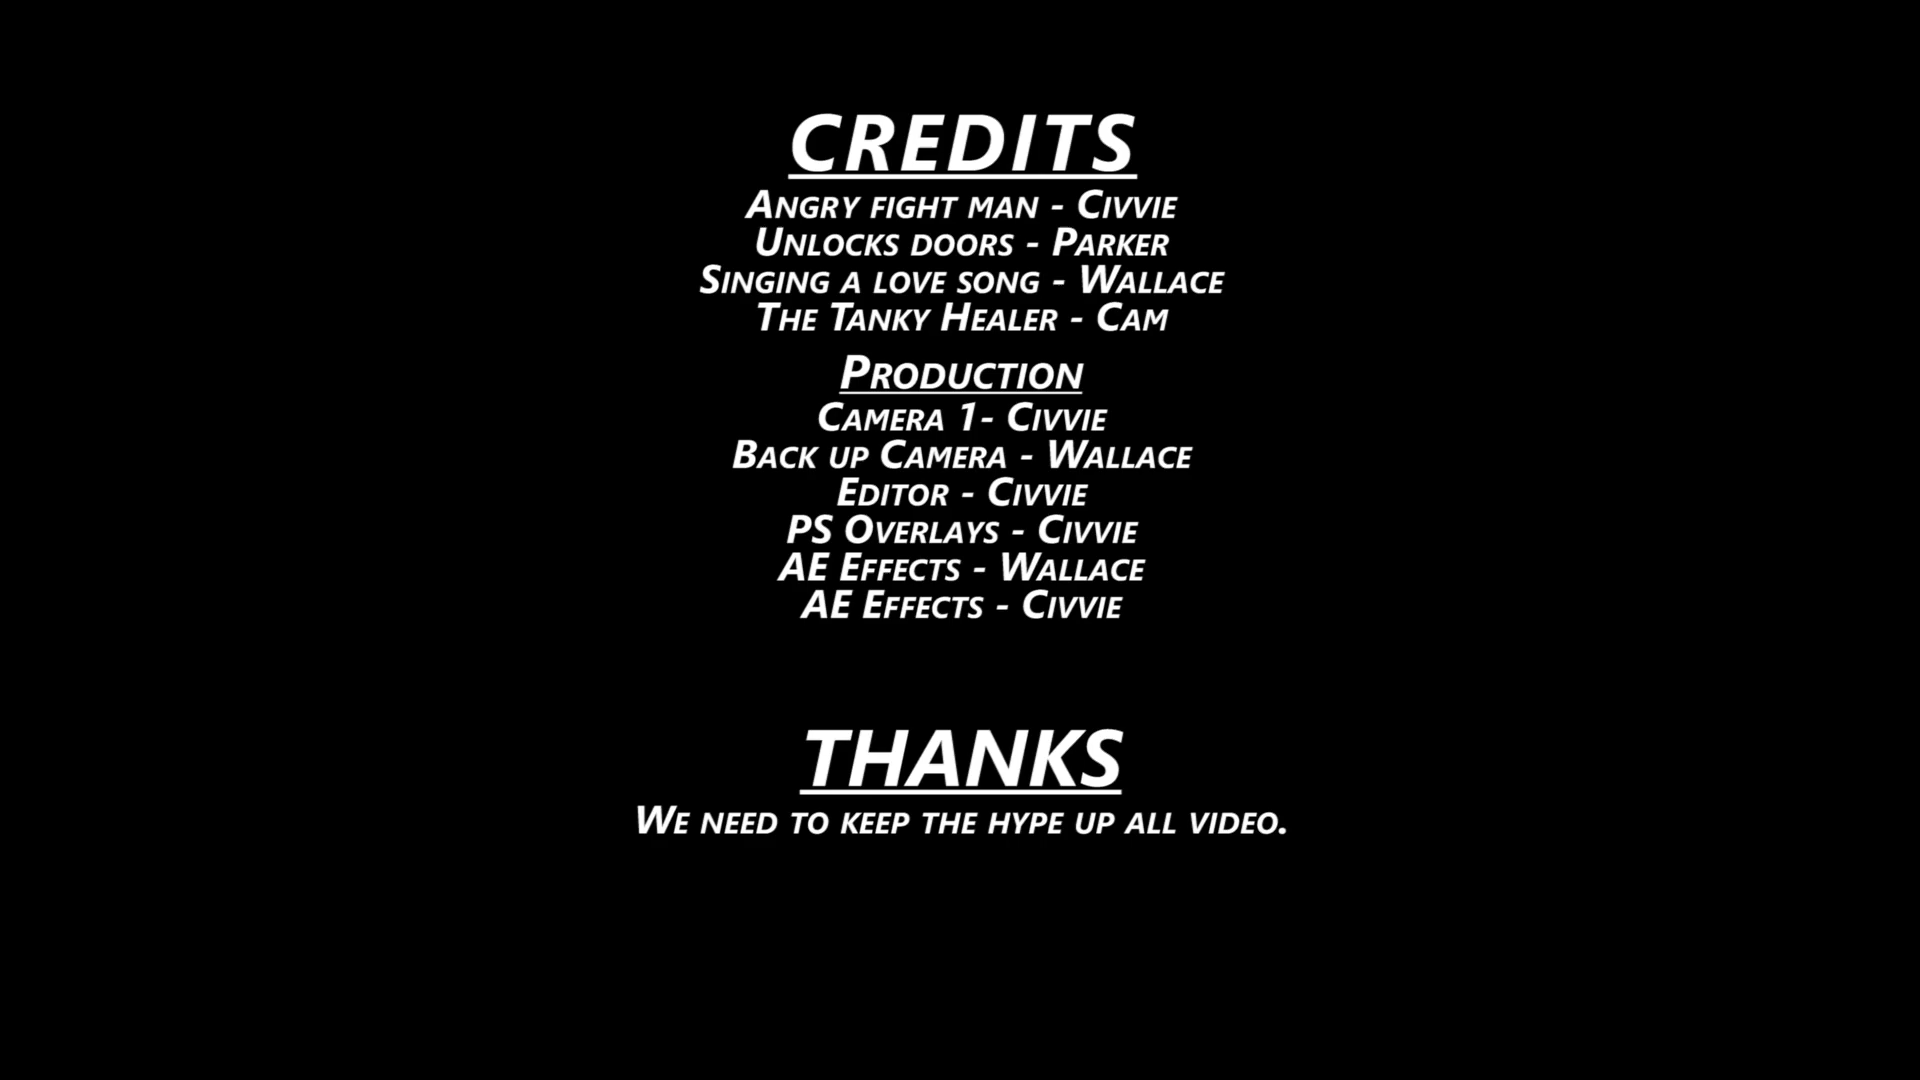 CREDITS
Angry fight man - Civvie
Unlocks doors - Parker
Singing a love song - Wallace
The Tanky Healer - Cam
Production
Camera 1- Civvie
Back up Camera - Wallace
Editor - Civvie
PS Overlays - Civvie
AE Effects - Wallace
AE Effects - Civvie
THANKS
We need to keep the hype up all video.